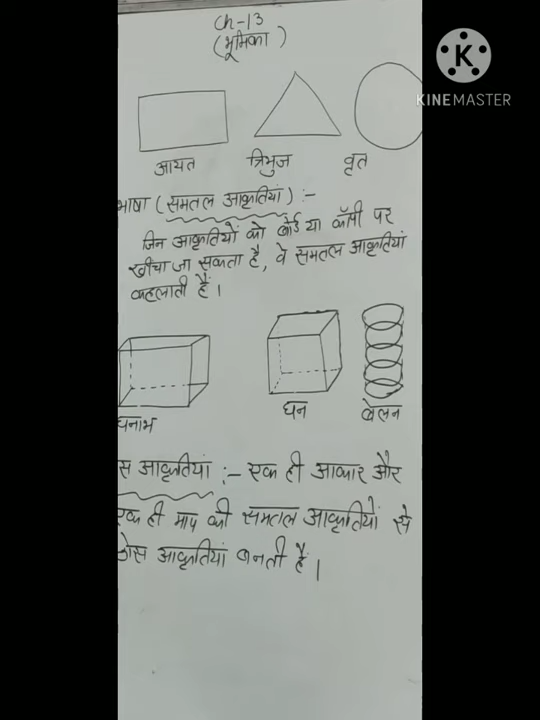 Ch-13
(भूमिका)
KINEMASTER
आयत त्रिभुज वृत
भाषा (समतल आकृतियां) :-
जिन आकृतियों को बोर्ड या कॉपी पर
खींचा जा सकता है, वे समतल आकृतियां
कहलाती हैं।
घनाभ घन बेलन
स आकृतियां :- एक ही आकार और
एक ही माप की समतल आकृतियों से
ठोस आकृतियां बनती हैं।